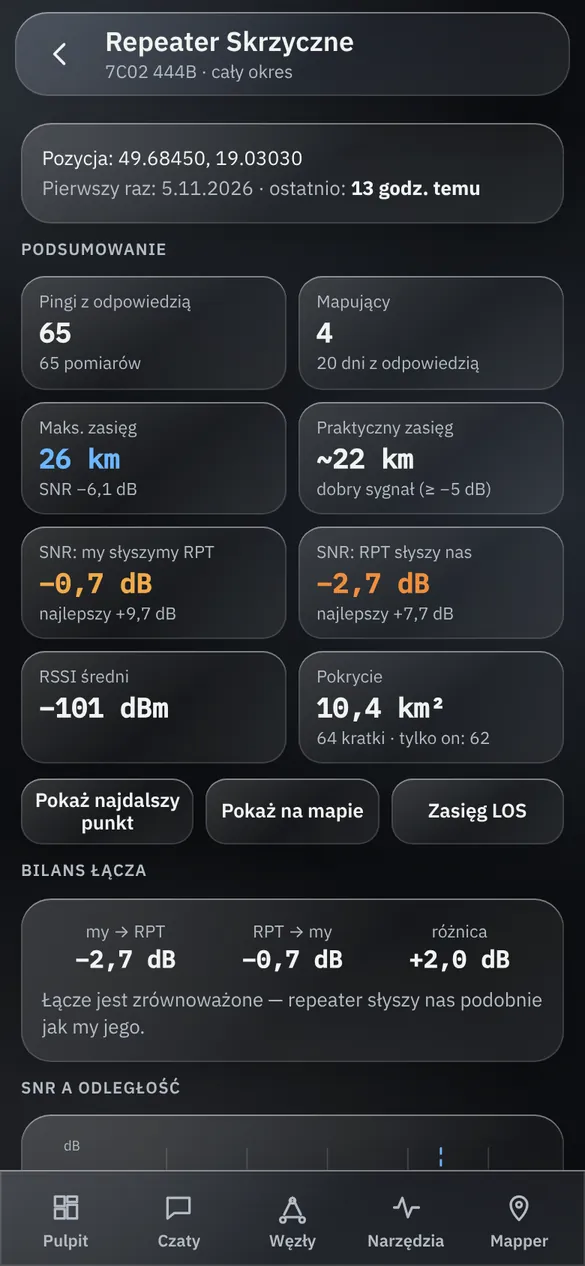 Repeater Skrzyczne
7C02 444B · cały okres
Pozycja: 49.68450, 19.03030
Pierwszy raz: 5.11.2026 · ostatnio: 13 godz. temu
PODSUMOWANIE
Pingi z odpowiedzią
65
65 pomiarów
Mapujący
4
20 dni z odpowiedzią
Maks. zasięg
26 km
SNR −6,1 dB
Praktyczny zasięg
~22 km
dobry sygnał (≥ −5 dB)
SNR: my słyszymy RPT
−0,7 dB
najlepszy +9,7 dB
SNR: RPT słyszy nas
−2,7 dB
najlepszy +7,7 dB
RSSI średni
−101 dBm
Pokrycie
10,4 km²
64 kratki · tylko on: 62
Pokaż najdalszy
punkt
Pokaż na mapie
Zasięg LOS
BILANS ŁĄCZA
my → RPT
−2,7 dB
RPT → my
−0,7 dB
różnica
+2,0 dB
Łącze jest zrównoważone — repeater słyszy nas podobnie
jak my jego.
SNR A ODLEGŁOŚĆ
dB
Pulpit
Czaty
Węzły
Narzędzia
Mapper